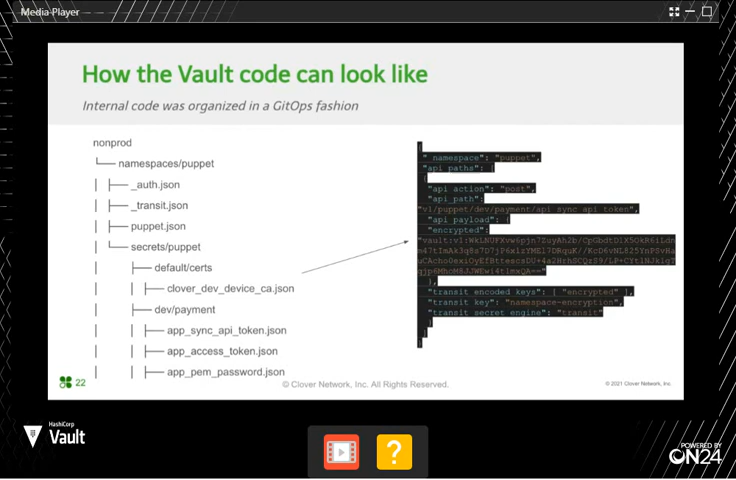 Media Player
How the Vault code can look like
Internal code was organized in a GitOps fashion
nonprod
namespaces/puppet
_auth.json
_transit.json
puppet.json
secrets/puppet
default/certs
clover_dev_device_ca.json
dev/payment
app_sync_api_token.json
app_access_token.json
app_pem_password.json
{
"_namespace": "puppet",
"api_paths": [
{
"api_action": "post",
"api_path":
"v1/puppet/dev/payment/api_sync_api_token",
"api_payload": {
"encrypted":
},
"transit_encoded_keys": [ "encrypted" ],
"transit_key": "namespace-encryption",
"transit_secret_engine": "transit"
}
]
}
22
© Clover Network, Inc. All Rights Reserved.
© 2021 Clover Network, Inc
HashiCorp
Vault
?
POWERED BY
ON24